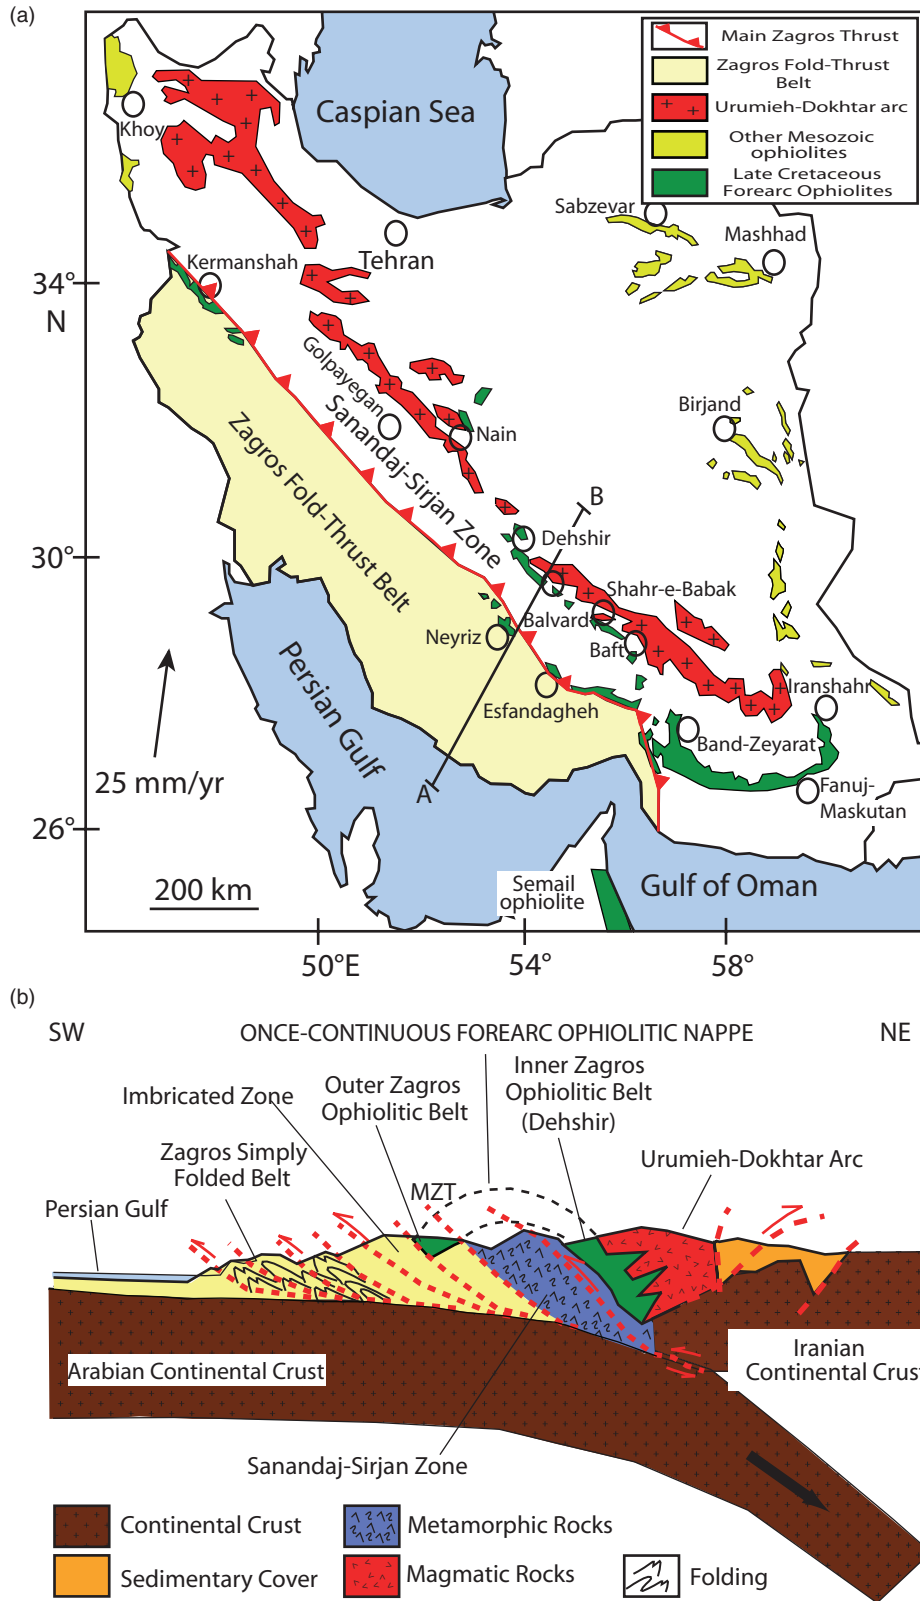 (a)
Main Zagros Thrust
Zagros Fold-Thrust
Belt
Urumieh-Dokhtar arc
Other Mesozoic
ophiolites
Late Cretaceous
Forearc Ophiolites
Caspian Sea
Khoy
Sabzevar
Mashhad
Tehran
Kermanshah
34°
N
Golpayegan
Sanandaj-Sirjan Zone
Nain
Birjand
Zagros Fold-Thrust Belt
B
30°
Dehshir
Shahr-e-Babak
Balvard
Neyriz
Baft
Persian Gulf
Iranshahr
Esfandagheh
Band-Zeyarat
25 mm/yr
A
Fanuj-
Maskutan
26°
200 km
Semail
ophiolite
Gulf of Oman
50°E
54°
58°
(b)
SW
ONCE-CONTINUOUS FOREARC OPHIOLITIC NAPPE
NE
Imbricated Zone
Outer Zagros
Ophiolitic Belt
Inner Zagros
Ophiolitic Belt
(Dehshir)
Zagros Simply
Folded Belt
Urumieh-Dokhtar Arc
Persian Gulf
MZT
Arabian Continental Crust
Iranian
Continental Crust
Sanandaj-Sirjan Zone
Continental Crust
Metamorphic Rocks
Sedimentary Cover
Magmatic Rocks
Folding